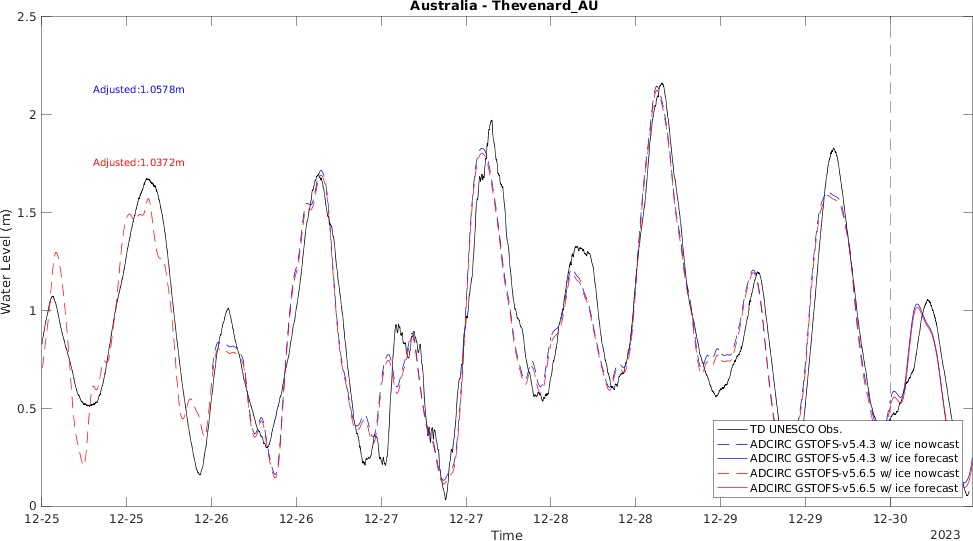 Australia - Thevenard_AU
2.5
2
1.5
1
0.5
0
Water Level (m)
Adjusted:1.0578m
Adjusted:1.0372m
TD UNESCO Obs.
ADCIRC GSTOFS-v5.4.3 w/ ice nowcast
ADCIRC GSTOFS-v5.4.3 w/ ice forecast
ADCIRC GSTOFS-v5.6.5 w/ ice nowcast
ADCIRC GSTOFS-v5.6.5 w/ ice forecast
12-25 12-25 12-26 12-26 12-27 12-27 12-28 12-28 12-29 12-29 12-30
Time
2023